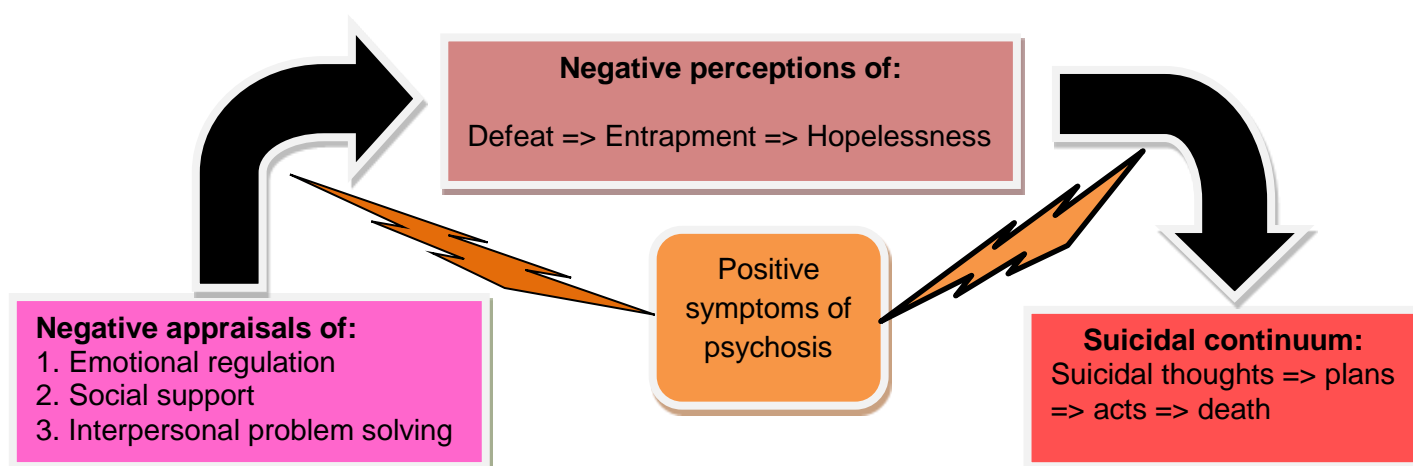 Negative perceptions of:
Defeat => Entrapment => Hopelessness
Positive
symptoms of
psychosis
Negative appraisals of:
1. Emotional regulation
2. Social support
3. Interpersonal problem solving
Suicidal continuum:
Suicidal thoughts => plans
=> acts => death